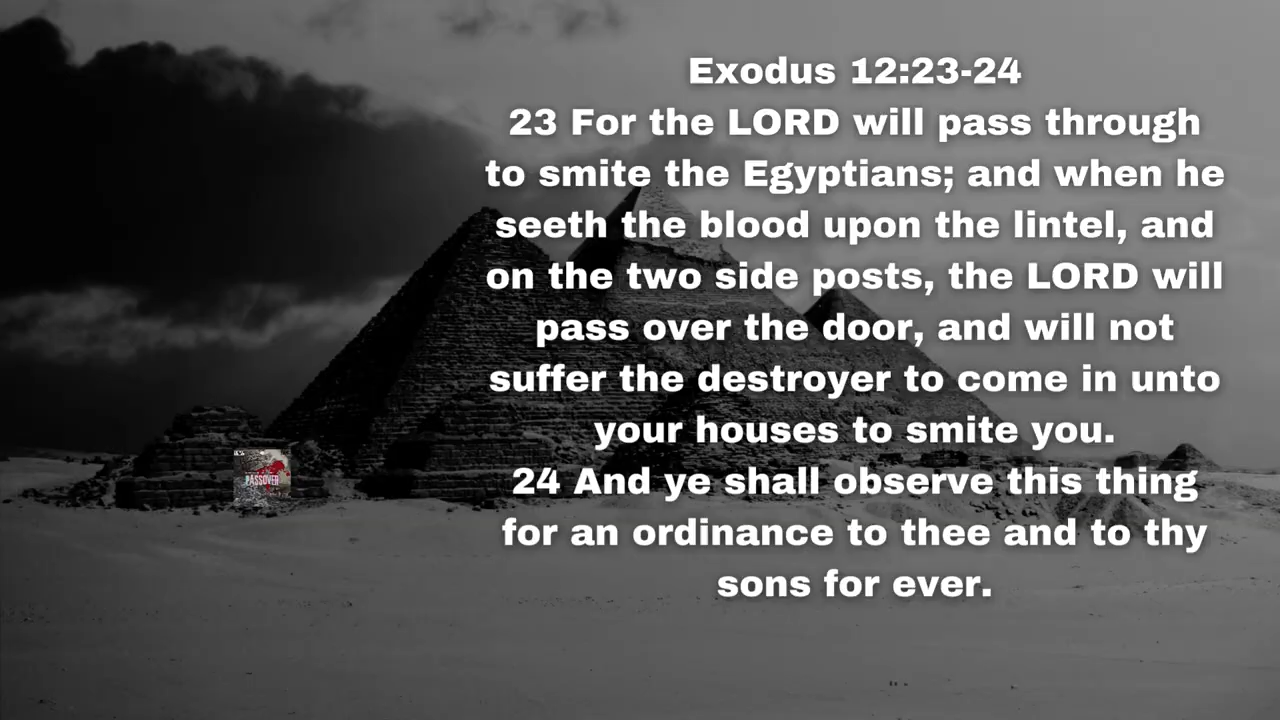 Exodus 12:23-24
23 For the LORD will pass through
to smite the Egyptians; and when he
seeth the blood upon the lintel, and
on the two side posts, the LORD will
pass over the door, and will not
suffer the destroyer to come in unto
your houses to smite you.
24 And ye shall observe this thing
for an ordinance to thee and to thy
sons for ever.
PASSOVER